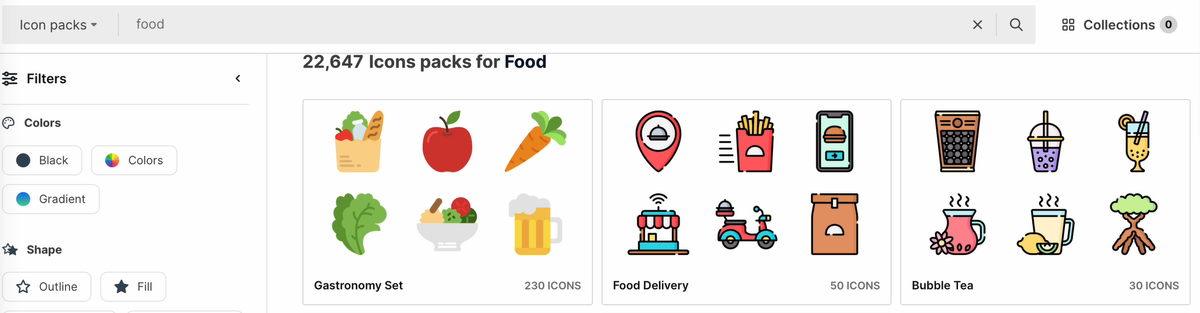 Icon packs
food
Collections 0
Filters
22,647 Icons packs for Food
Colors
Black
Colors
Gradient
Shape
Outline
Fill
Gastronomy Set
230 ICONS
Food Delivery
50 ICONS
Bubble Tea
30 ICONS